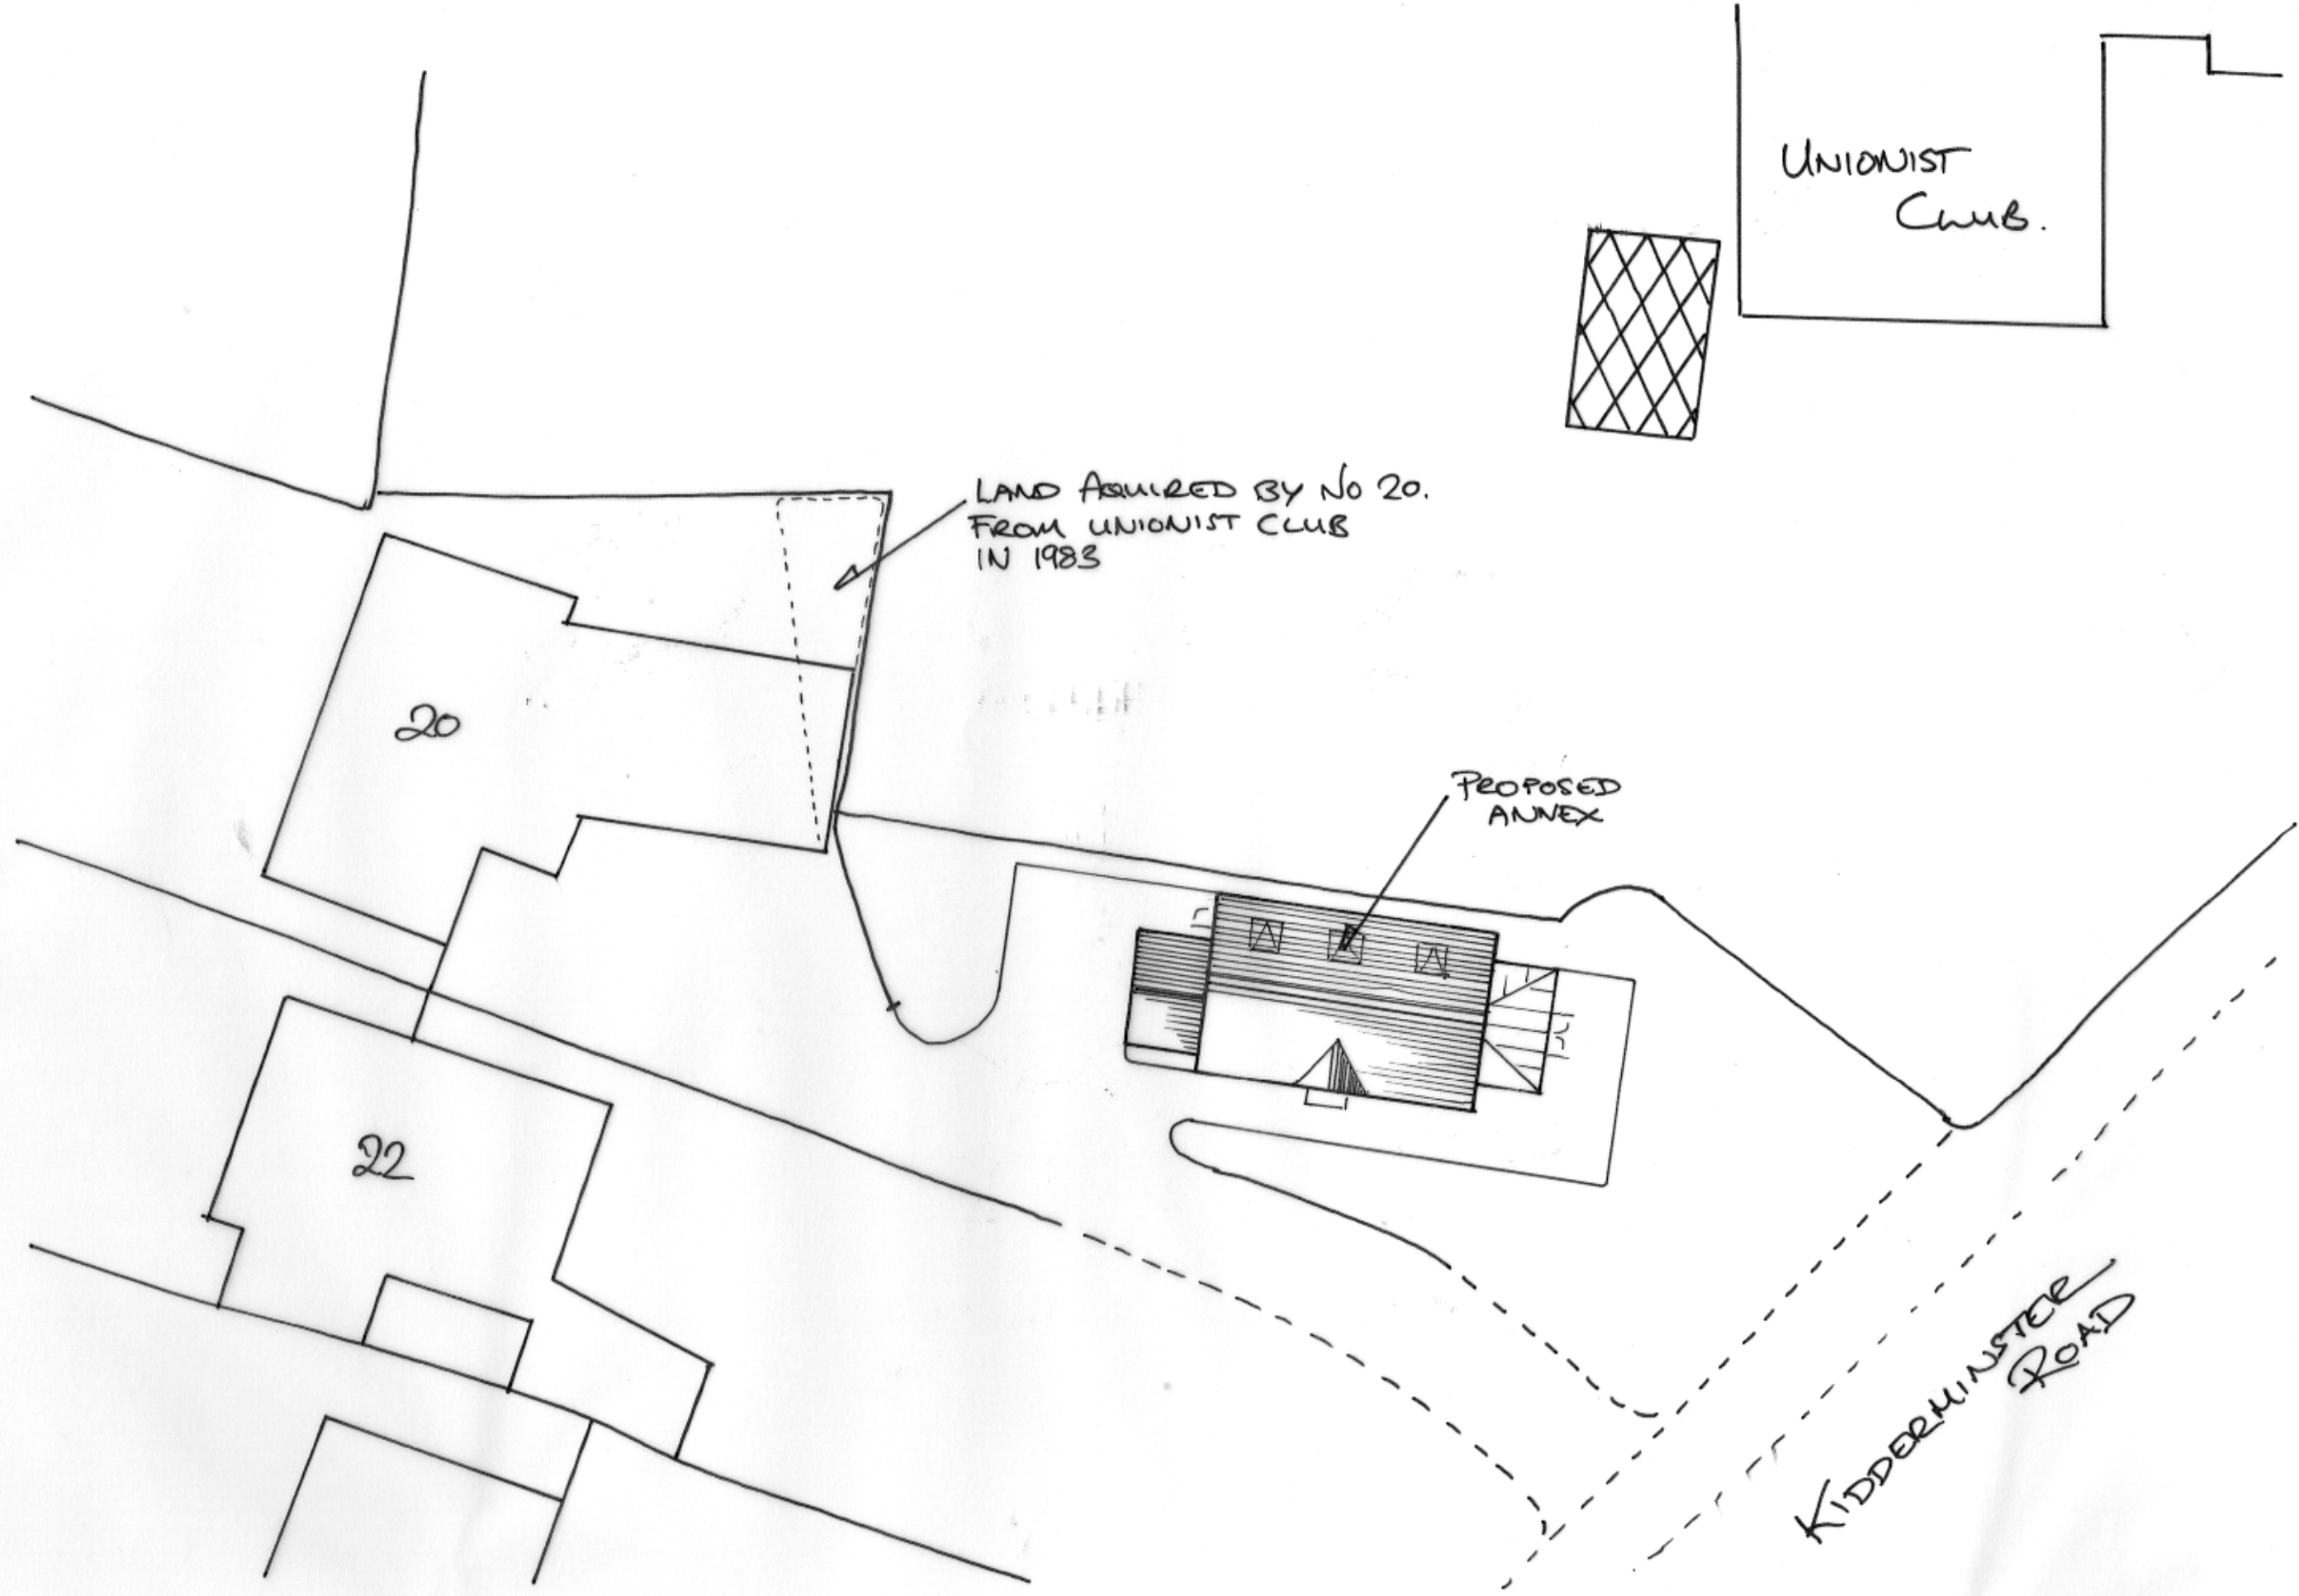 UNIONIST
CLUB.
LAND AQUIRED BY NO 20.
FROM UNIONIST CLUB
IN 1983
20
PROPOSED
ANNEX
22
KIDDERMINSTER
ROAD